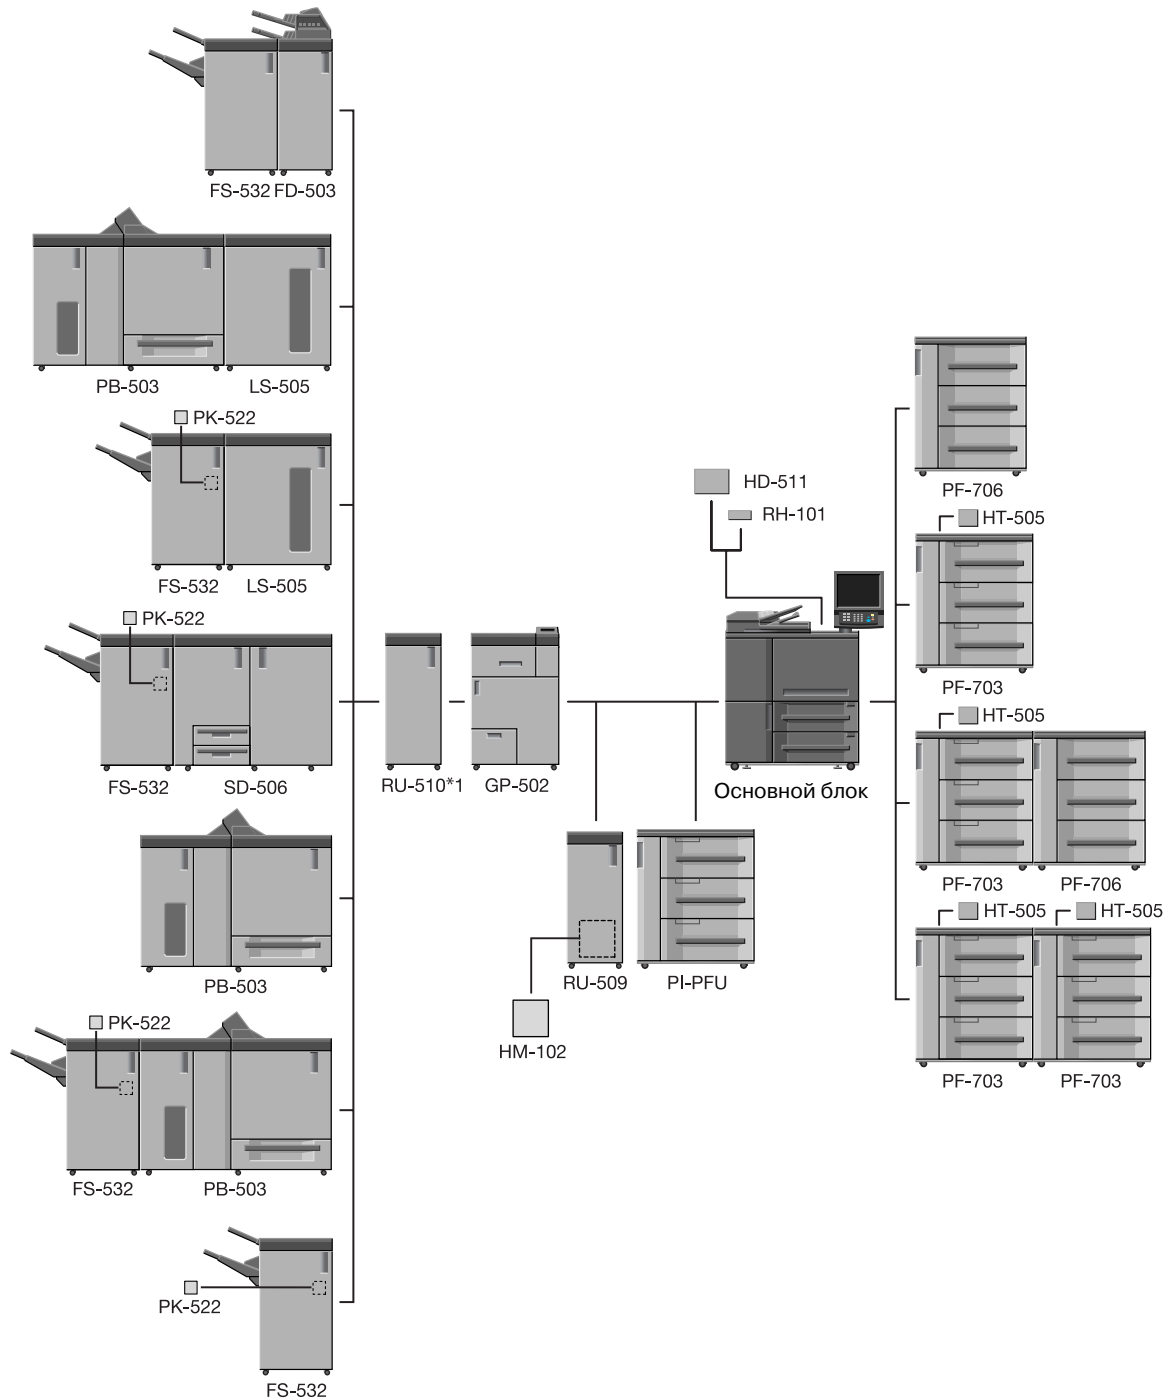 FS-532 FD-503
PB-503 LS-505
PK-522
FS-532 LS-505
PK-522
FS-532 SD-506
PB-503
PK-522
FS-532 PB-503
PK-522
FS-532
RU-510*1 GP-502
HD-511
RH-101
Основной блок
RU-509 PI-PFU
HM-102
PF-706
HT-505
PF-703
HT-505
PF-703 PF-706
HT-505 HT-505
PF-703 PF-703